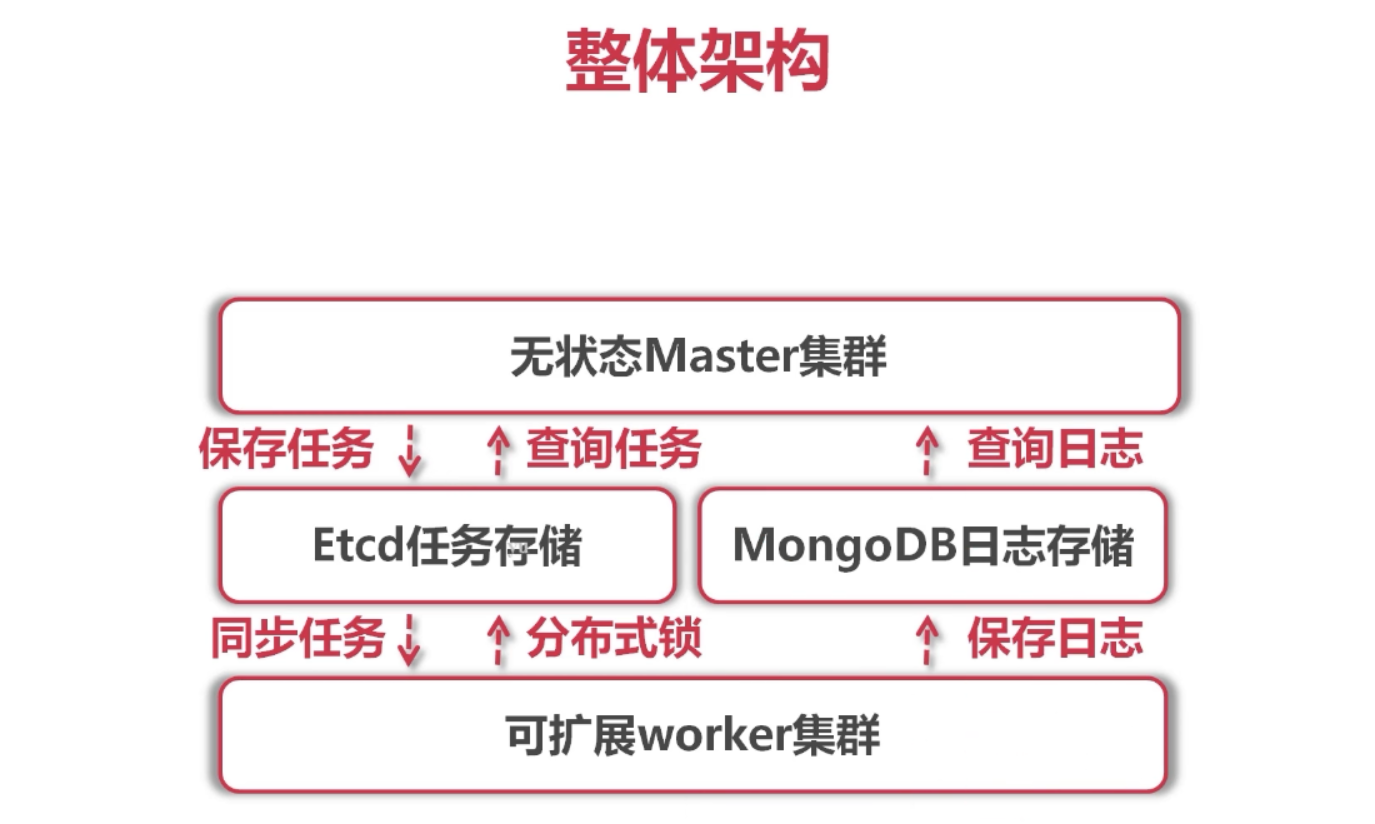 整体架构
无状态Master集群
保存任务 查询任务 查询日志
Etcd任务存储 MongoDB日志存储
同步任务 分布式锁 保存日志
可扩展worker集群